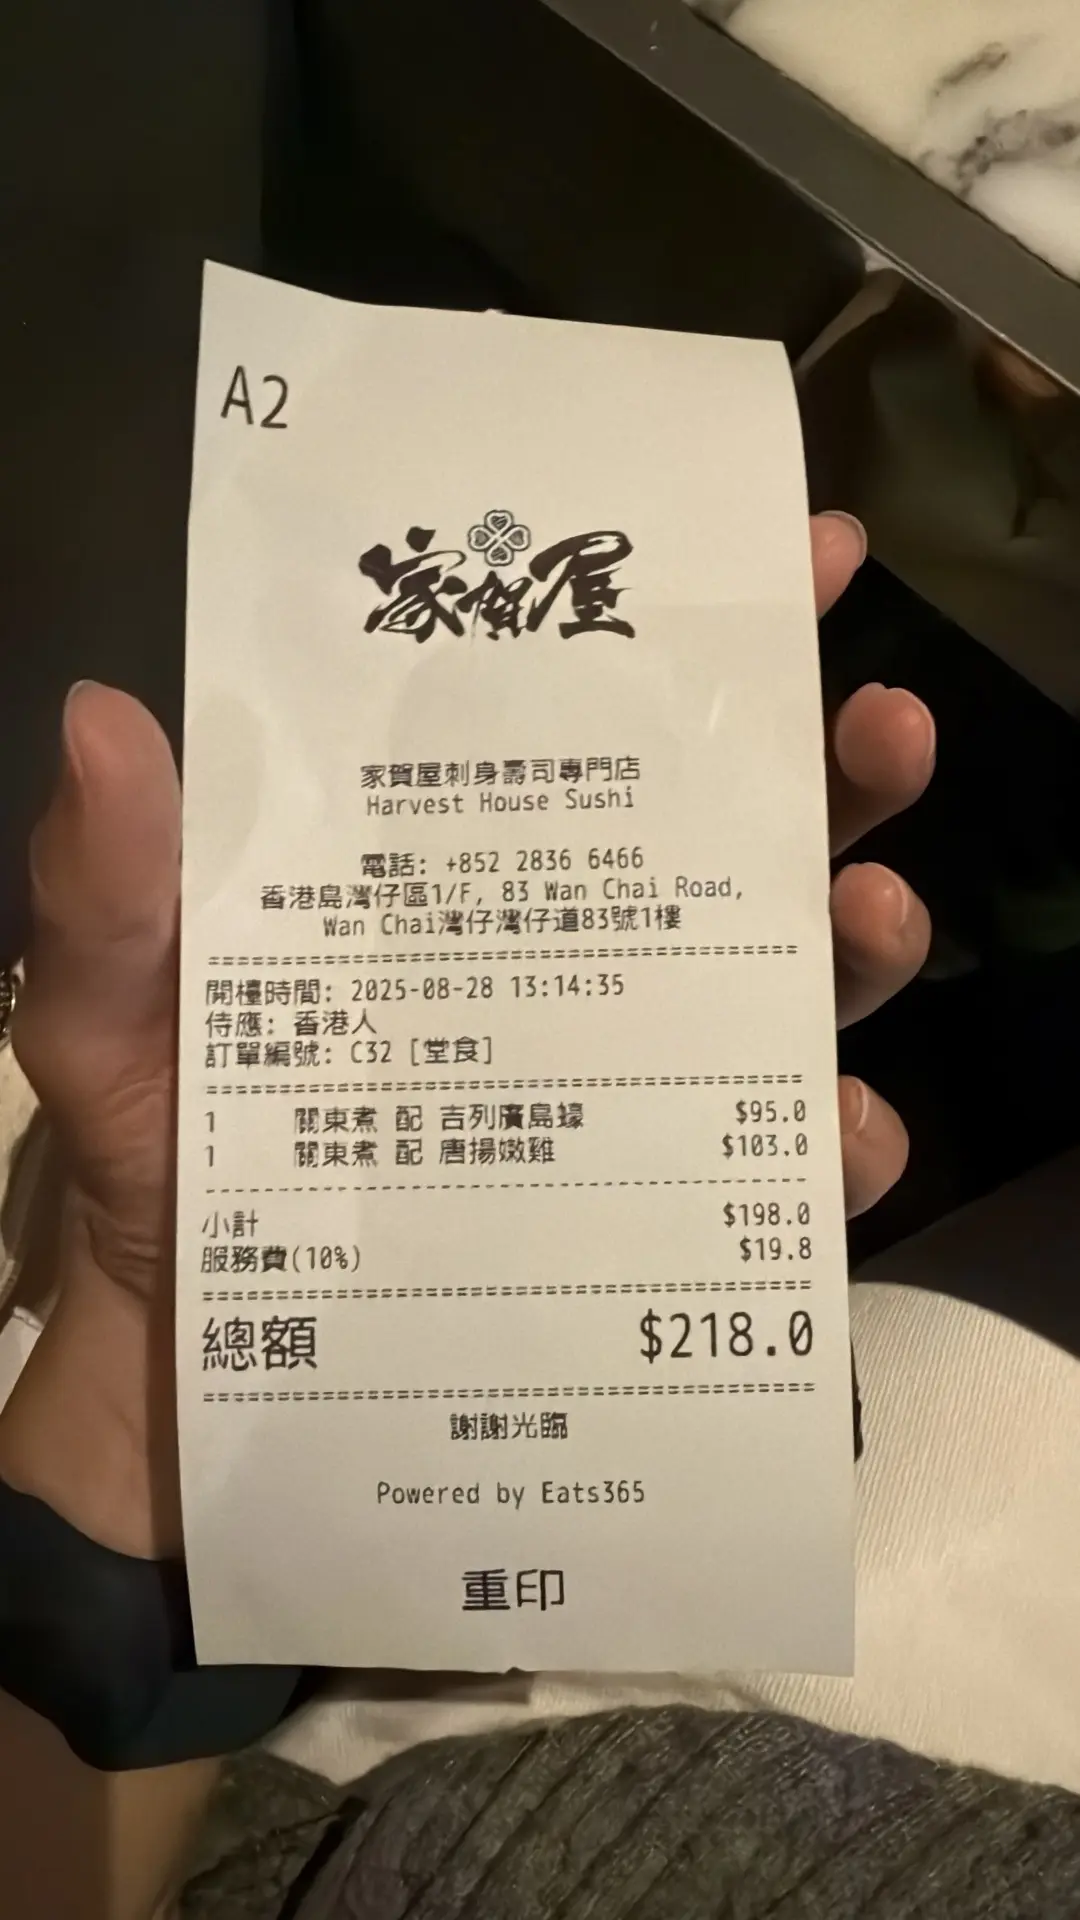 A2
家賀屋
家賀屋刺身壽司專門店
Harvest House Sushi
電話: +852 2836 6466
香港島灣仔區1/F, 83 Wan Chai Road,
Wan Chai灣仔灣仔道83號1樓
========================================
開檯時間: 2025-08-28 13:14:35
侍應: 香港人
訂單編號: C32 [堂食]
========================================
1 關東煮 配 吉列廣島蠔 $95.0
1 關東煮 配 唐揚嫩雞 $103.0
----------------------------------------
小計 $198.0
服務費(10%) $19.8
========================================
總額 $218.0
========================================
謝謝光臨
Powered by Eats365
重印